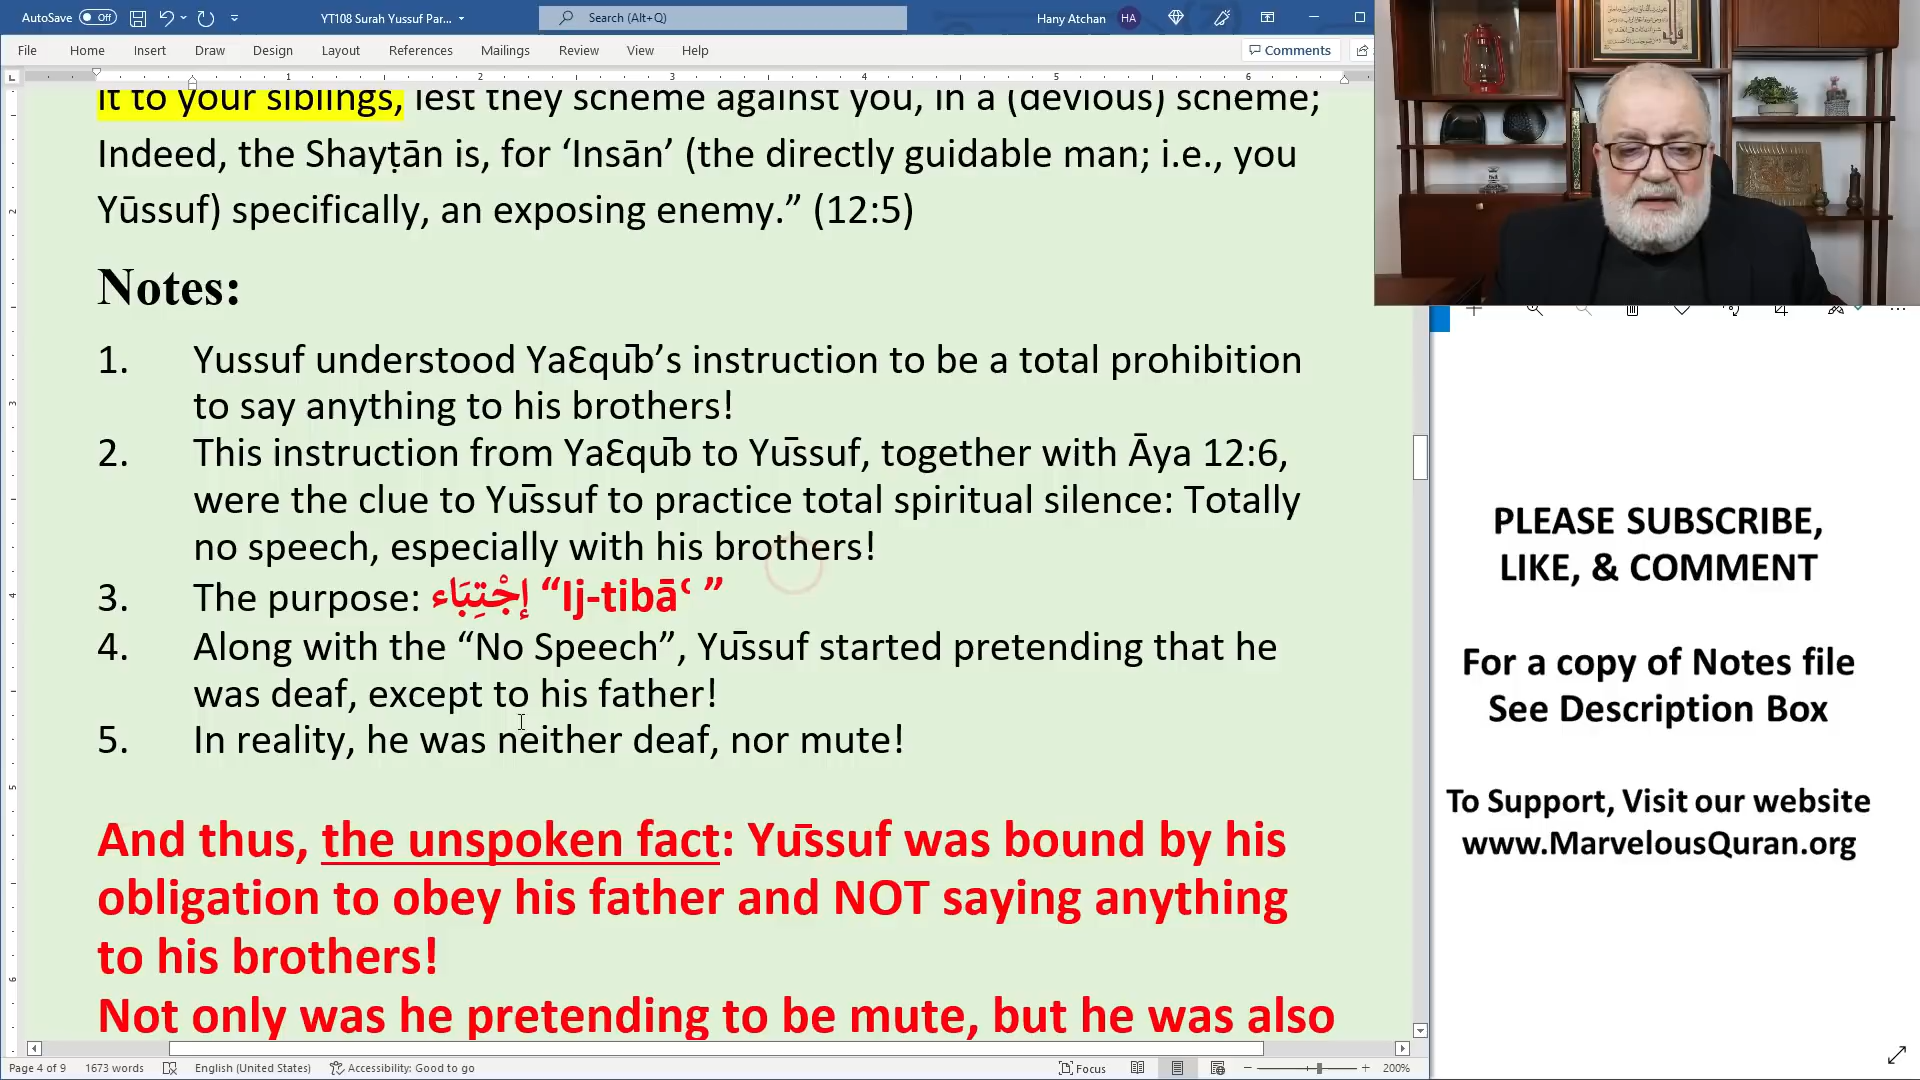 AutoSave Off
YT108 Surah Yussuf Par...
Search (Alt+Q)
Hany Atchan HA
File Home Insert Draw Design Layout References Mailings Review View Help
Comments
1 2 3 4 5 6
it to your siblings, lest they scheme against you, in a (devious) scheme;
Indeed, the Shayṭān is, for ‘Insān’ (the directly guidable man; i.e., you
Yūssuf) specifically, an exposing enemy.” (12:5)
Notes:
1. Yussuf understood YaƐqūb’s instruction to be a total prohibition
to say anything to his brothers!
2. This instruction from YaƐqūb to Yūssuf, together with Āya 12:6,
were the clue to Yūssuf to practice total spiritual silence: Totally
no speech, especially with his brothers!
3. The purpose: إجْتِبَاء “Ij-tibāʿ ”
4. Along with the “No Speech”, Yūssuf started pretending that he
was deaf, except to his father!
5. In reality, he was neither deaf, nor mute!
And thus, the unspoken fact: Yūssuf was bound by his
obligation to obey his father and NOT saying anything
to his brothers!
Not only was he pretending to be mute, but he was also
PLEASE SUBSCRIBE,
LIKE, & COMMENT
For a copy of Notes file
See Description Box
To Support, Visit our website
www.MarvelousQuran.org
Page 4 of 9 1673 words English (United States) Accessibility: Good to go Focus 200%